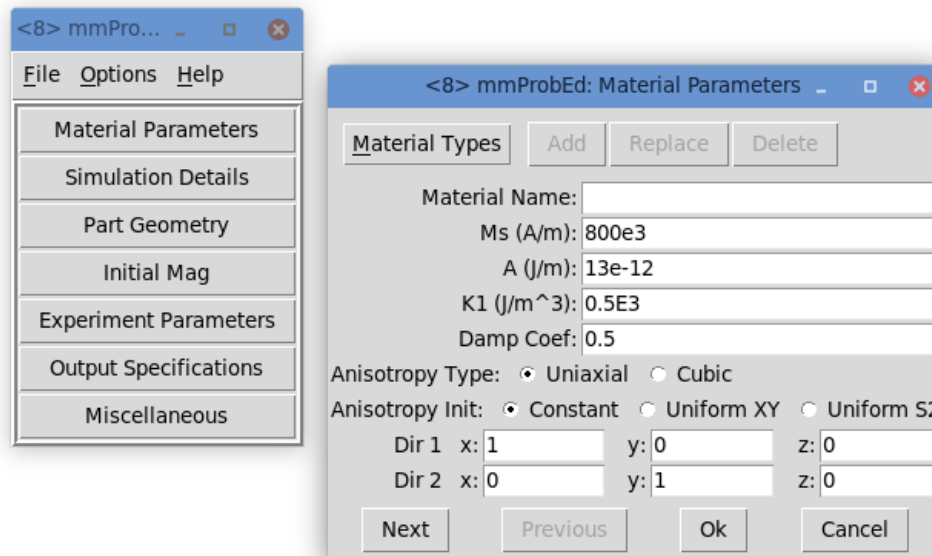 <8> mmPro...
File Options Help
Material Parameters
Simulation Details
Part Geometry
Initial Mag
Experiment Parameters
Output Specifications
Miscellaneous
<8> mmProbEd: Material Parameters
Material Types Add Replace Delete
Material Name:
Ms (A/m): 800e3
A (J/m): 13e-12
K1 (J/m^3): 0.5E3
Damp Coef: 0.5
Anisotropy Type: Uniaxial Cubic
Anisotropy Init: Constant Uniform XY Uniform S2
Dir 1 x: 1 y: 0 z: 0
Dir 2 x: 0 y: 1 z: 0
Next Previous Ok Cancel